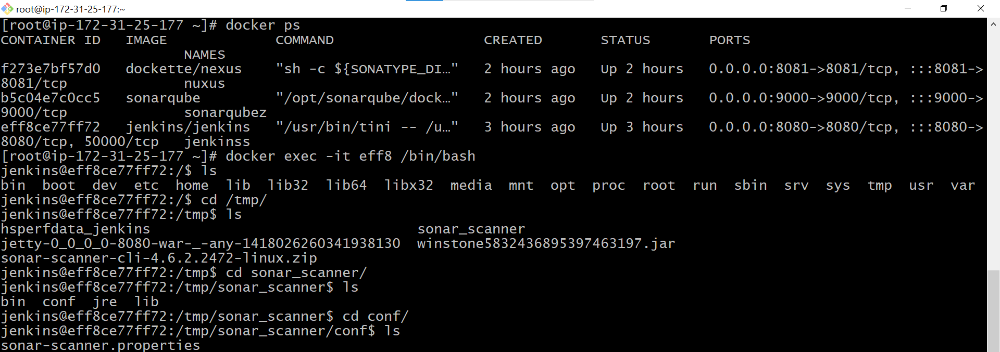 root@ip-172-31-25-177:~
[root@ip-172-31-25-177 ~]# docker ps
CONTAINER ID   IMAGE             COMMAND                  CREATED       STATUS       PORTS
                      NAMES
f273e7bf57d0   dockette/nexus    "sh -c ${SONATYPE_DI…"   2 hours ago   Up 2 hours   0.0.0.0:8081->8081/tcp, :::8081->
8081/tcp              nuxus
b5c04e7c0cc5   sonarqube         "/opt/sonarqube/dock…"   2 hours ago   Up 2 hours   0.0.0.0:9000->9000/tcp, :::9000->
9000/tcp              sonarqubez
eff8ce77ff72   jenkins/jenkins   "/usr/bin/tini -- /u…"   3 hours ago   Up 3 hours   0.0.0.0:8080->8080/tcp, :::8080->
8080/tcp, 50000/tcp   jenkinss
[root@ip-172-31-25-177 ~]# docker exec -it eff8 /bin/bash
jenkins@eff8ce77ff72:/$ ls
bin  boot  dev  etc  home  lib  lib32  lib64  libx32  media  mnt  opt  proc  root  run  sbin  srv  sys  tmp  usr  var
jenkins@eff8ce77ff72:/$ cd /tmp/
jenkins@eff8ce77ff72:/tmp$ ls
hsperfdata_jenkins                                sonar_scanner
jetty-0_0_0_0-8080-war-_-any-1418026260341938130  winstone5832436895397463197.jar
sonar-scanner-cli-4.6.2.2472-linux.zip
jenkins@eff8ce77ff72:/tmp$ cd sonar_scanner/
jenkins@eff8ce77ff72:/tmp/sonar_scanner$ ls
bin  conf  jre  lib
jenkins@eff8ce77ff72:/tmp/sonar_scanner$ cd conf/
jenkins@eff8ce77ff72:/tmp/sonar_scanner/conf$ ls
sonar-scanner.properties